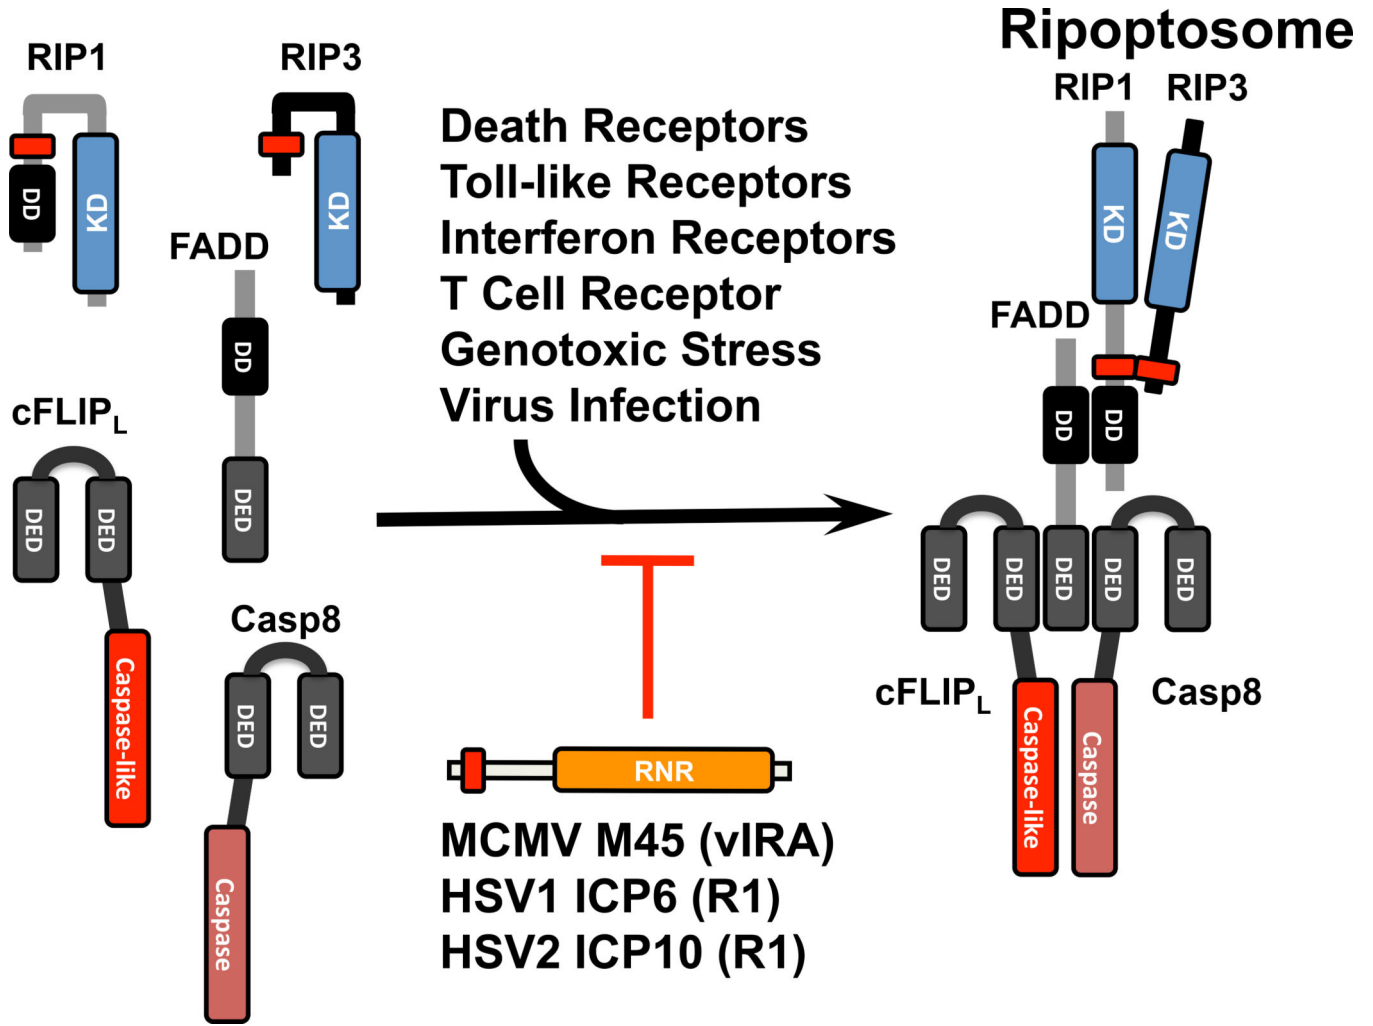 RIP1
RIP3
DD
KD
FADD
DD
DED
cFLIPL
DED
DED
Caspase-like
Casp8
DED
DED
Caspase
Death Receptors
Toll-like Receptors
Interferon Receptors
T Cell Receptor
Genotoxic Stress
Virus Infection
RNR
MCMV M45 (vIRA)
HSV1 ICP6 (R1)
HSV2 ICP10 (R1)
Ripoptosome
RIP1
RIP3
KD
KD
FADD
DD
DD
DED
DED
DED
DED
DED
cFLIPL
Casp8
Caspase-like
Caspase
KD